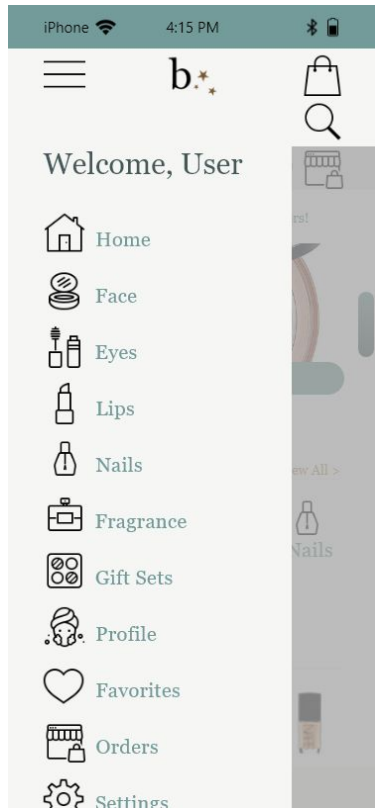 iPhone 4:15 PM
b
Welcome, User
rs!
Home
Face
Eyes
Lips
ew All >
Nails
Nails
Fragrance
Gift Sets
Profile
Favorites
Orders
Settings